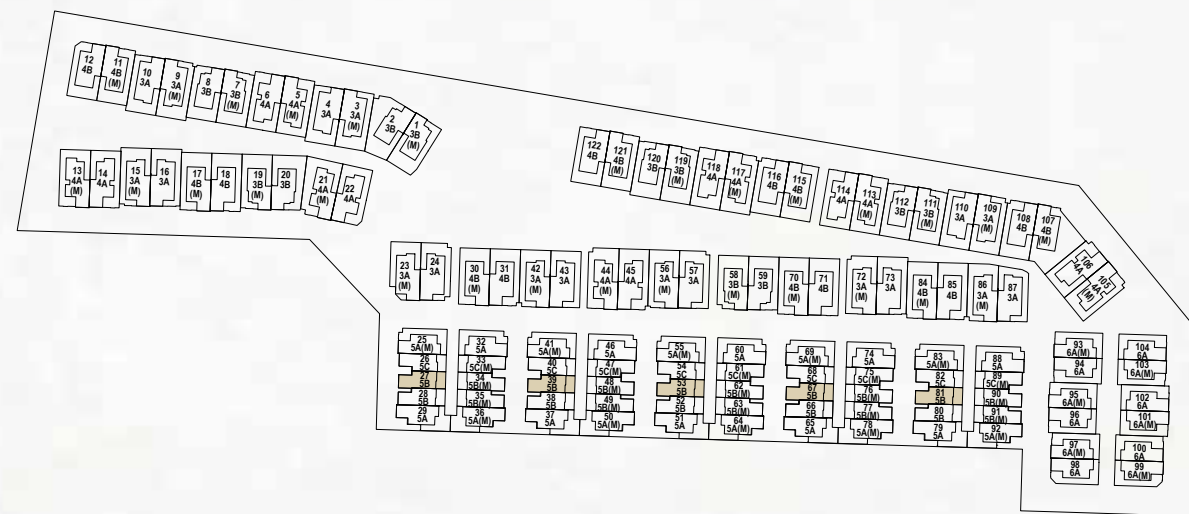 12
4B
11
4B
(M)
10
3A
9
3A
(M)
8
3B
7
3B
(M)
6
4A
5
4A
(M)
4
3A
3
3A
(M)
2
3B
1
3B
(M)
13
4A
(M)
14
4A
15
3A
(M)
16
3A
17
4B
(M)
18
4B
19
3B
(M)
20
3B
21
4A
(M)
22
4A
122
4B
121
4B
(M)
120
3B
119
3B
(M)
118
4A
117
4A
(M)
116
4B
115
4B
(M)
114
4A
113
4A
(M)
112
3B
111
3B
(M)
110
3A
109
3A
(M)
108
4B
107
4B
(M)
106
4A
105
4A
(M)
23
3A
(M)
24
3A
30
4B
(M)
31
4B
42
3A
(M)
43
3A
44
4A
(M)
45
4A
56
3A
(M)
57
3A
58
3B
(M)
59
3B
70
4B
(M)
71
4B
72
3A
(M)
73
3A
84
4B
(M)
85
4B
86
3A
(M)
87
3A
25
5A(M)
26
5C
27
5B
28
5B
29
5A
32
5A
33
5C(M)
34
5B(M)
35
5B(M)
36
5A(M)
41
5A(M)
40
5C
39
5B
38
5B
37
5A
46
5A
47
5C(M)
48
5B(M)
49
5B(M)
50
5A(M)
55
5A(M)
54
5C
53
5B
52
5B
51
5A
60
5A
61
5C(M)
62
5B(M)
63
5B(M)
64
5A(M)
69
5A(M)
68
5C
67
5B
66
5B
65
5A
74
5A
75
5C(M)
76
5B(M)
77
5B(M)
78
5A(M)
83
5A(M)
82
5C
81
5B
80
5B
79
5A
88
5A
89
5C(M)
90
5B(M)
91
5B(M)
92
5A(M)
93
6A(M)
94
6A
95
6A(M)
96
6A
97
6A(M)
98
6A
104
6A
103
6A(M)
102
6A
101
6A(M)
100
6A
99
6A(M)